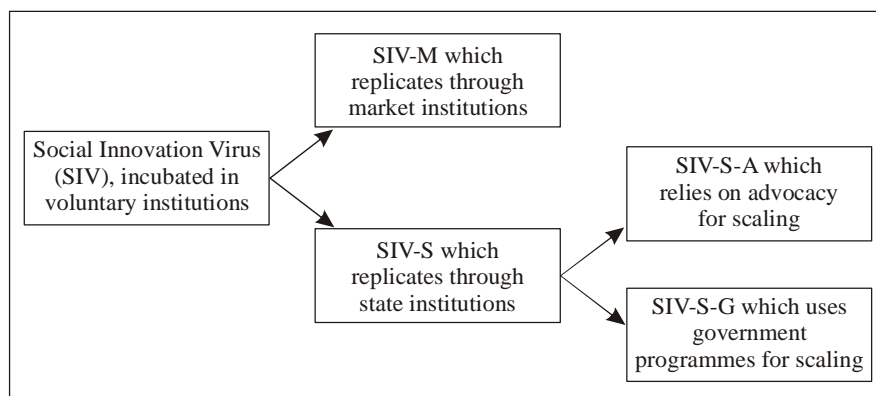 SIV-M which
replicates through
market institutions
Social Innovation Virus
(SIV), incubated in
voluntary institutions
SIV-S-A which
relies on advocacy
for scaling
SIV-S which
replicates through
state institutions
SIV-S-G which uses
government
programmes for scaling